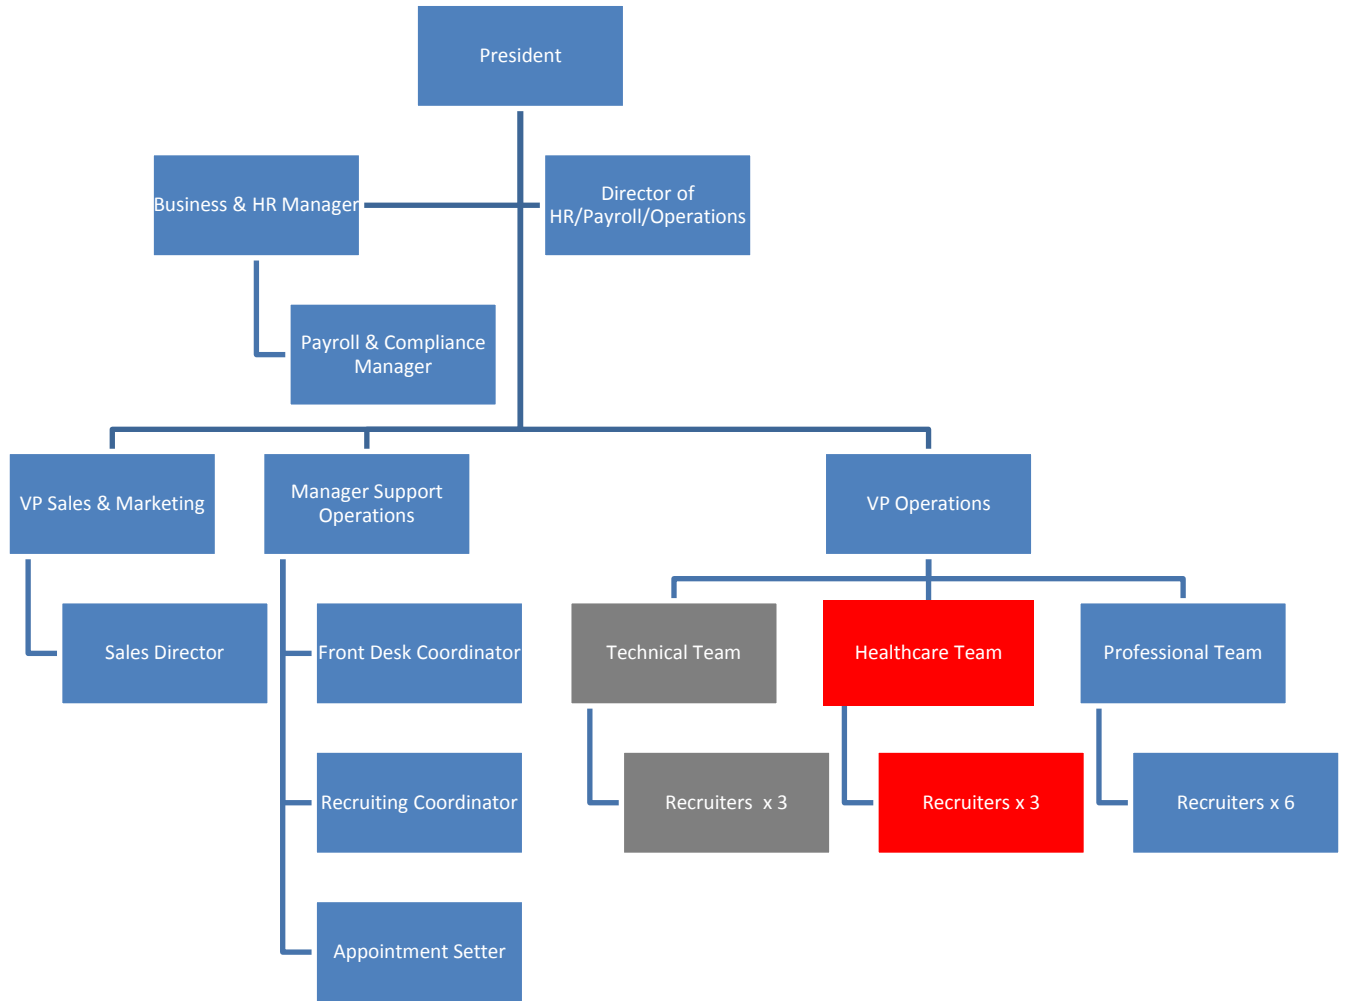 President
Business & HR Manager
Director of
HR/Payroll/Operations
Payroll & Compliance
Manager
VP Sales & Marketing
Manager Support
Operations
VP Operations
Sales Director
Front Desk Coordinator
Technical Team
Healthcare Team
Professional Team
Recruiting Coordinator
Recruiters  x 3
Recruiters x 3
Recruiters x 6
Appointment Setter